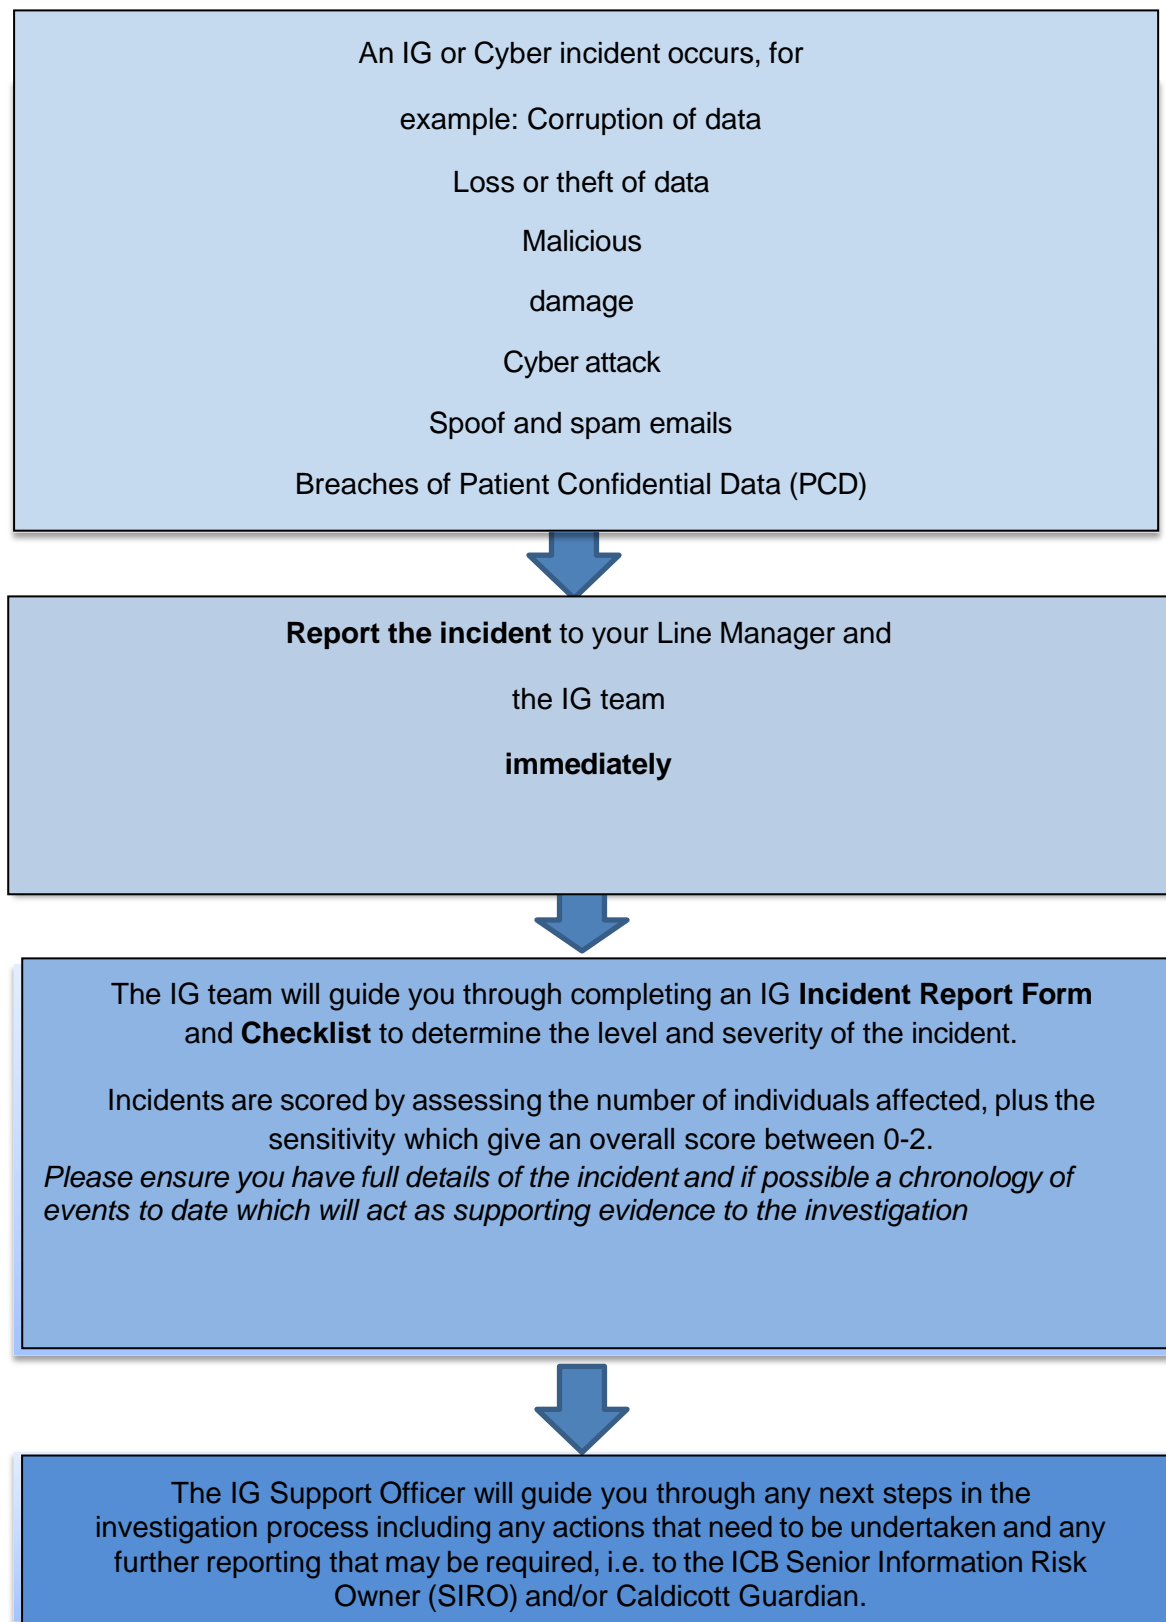 An IG or Cyber incident occurs, for
example: Corruption of data
Loss or theft of data
Malicious
damage
Cyber attack
Spoof and spam emails
Breaches of Patient Confidential Data (PCD)
Report the incident to your Line Manager and
the IG team
immediately
The IG team will guide you through completing an IG Incident Report Form
and Checklist to determine the level and severity of the incident.
Incidents are scored by assessing the number of individuals affected, plus the
sensitivity which give an overall score between 0-2.
Please ensure you have full details of the incident and if possible a chronology of
events to date which will act as supporting evidence to the investigation
The IG Support Officer will guide you through any next steps in the
investigation process including any actions that need to be undertaken and any
further reporting that may be required, i.e. to the ICB Senior Information Risk
Owner (SIRO) and/or Caldicott Guardian.